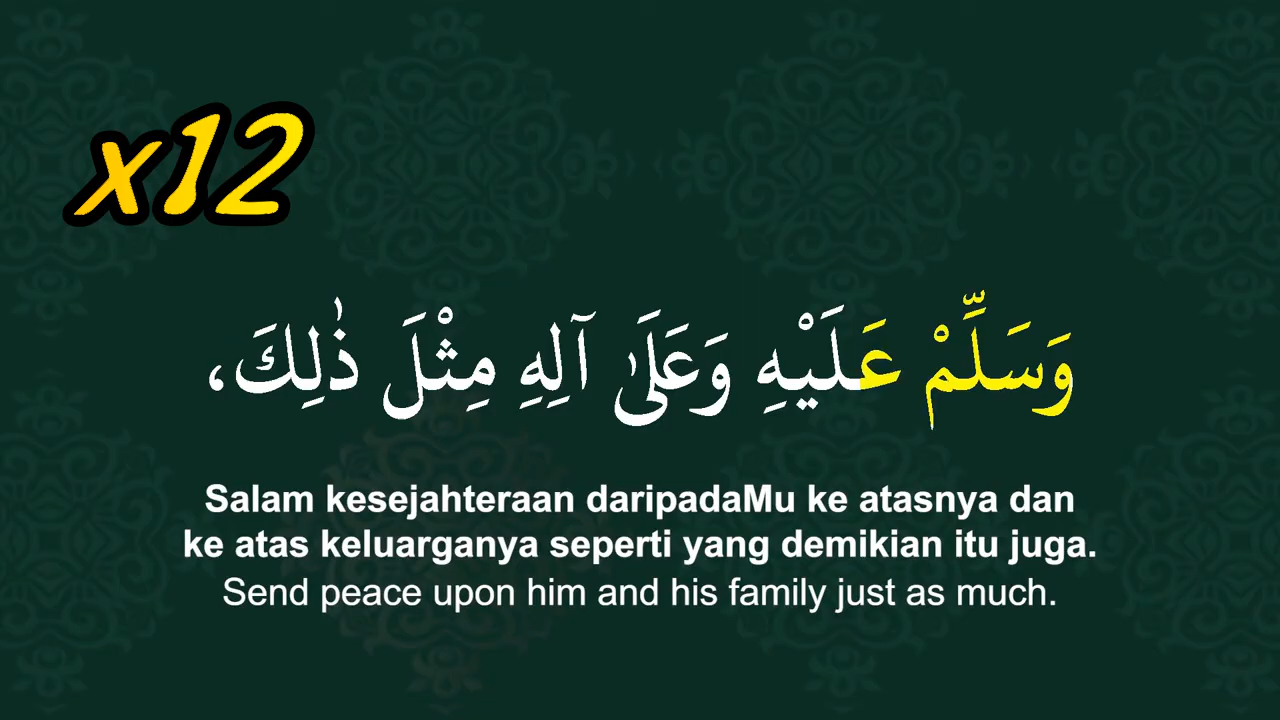 x12
وَسَلِّمْ عَلَيْهِ وَعَلَىٰ آلِهِ مِثْلَ ذَٰلِكَ،
Salam kesejahteraan daripadaMu ke atasnya dan
ke atas keluarganya seperti yang demikian itu juga.
Send peace upon him and his family just as much.